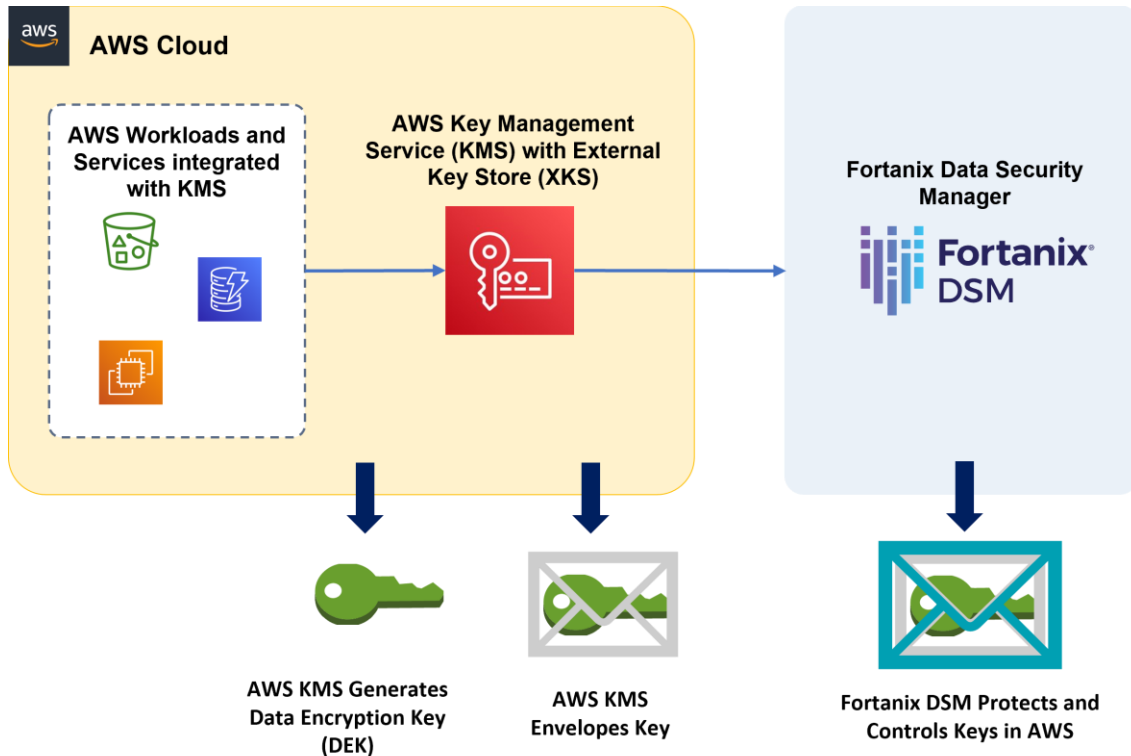 aws
AWS Cloud
AWS Workloads and
Services integrated
with KMS
AWS Key Management
Service (KMS) with External
Key Store (XKS)
Fortanix Data Security
Manager
Fortanix®
DSM
AWS KMS Generates
Data Encryption Key
(DEK)
AWS KMS
Envelopes Key
Fortanix DSM Protects and
Controls Keys in AWS